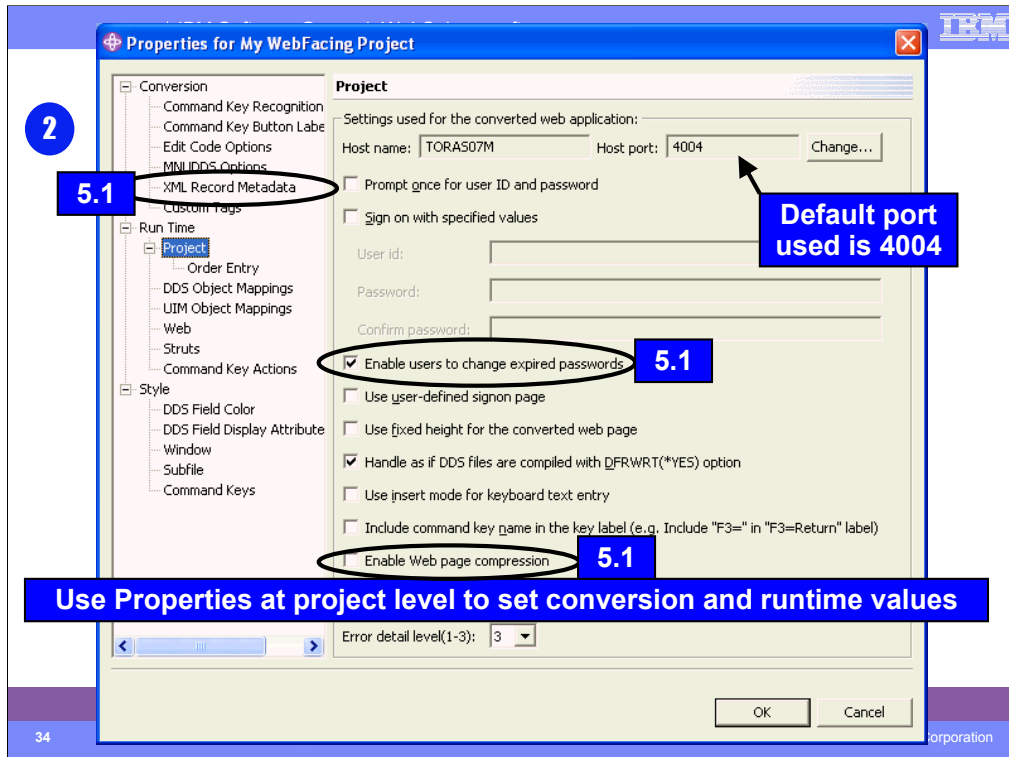 IBM
Properties for My WebFacing Project
2
Conversion
Command Key Recognition
Command Key Button Labe
Edit Code Options
MNUDDS Options
XML Record Metadata
Custom Tags
Run Time
Project
Order Entry
DDS Object Mappings
UIM Object Mappings
Web
Struts
Command Key Actions
Style
DDS Field Color
DDS Field Display Attribute
Window
Subfile
Command Keys
5.1
Project
Settings used for the converted web application:
Host name: TORAS07M Host port: 4004 Change...
Prompt once for user ID and password
Sign on with specified values
Default port
used is 4004
User id:
Password:
Confirm password:
Enable users to change expired passwords 5.1
Use user-defined signon page
Use fixed height for the converted web page
Handle as if DDS files are compiled with DFRWRT(*YES) option
Use insert mode for keyboard text entry
Include command key name in the key label (e.g. Include "F3=" in "F3=Return" label)
Enable Web page compression 5.1
Use Properties at project level to set conversion and runtime values
Error detail level(1-3): 3
OK Cancel
34
Corporation